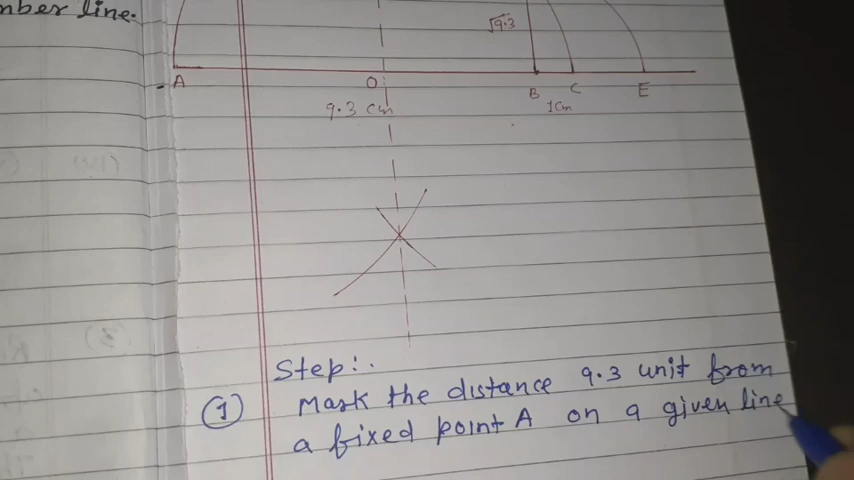 mber line.
√9.3
A
O
B
C
E
9.3 cm
1cm
Step:.
① Mark the distance 9.3 unit from
a fixed point A on a given line